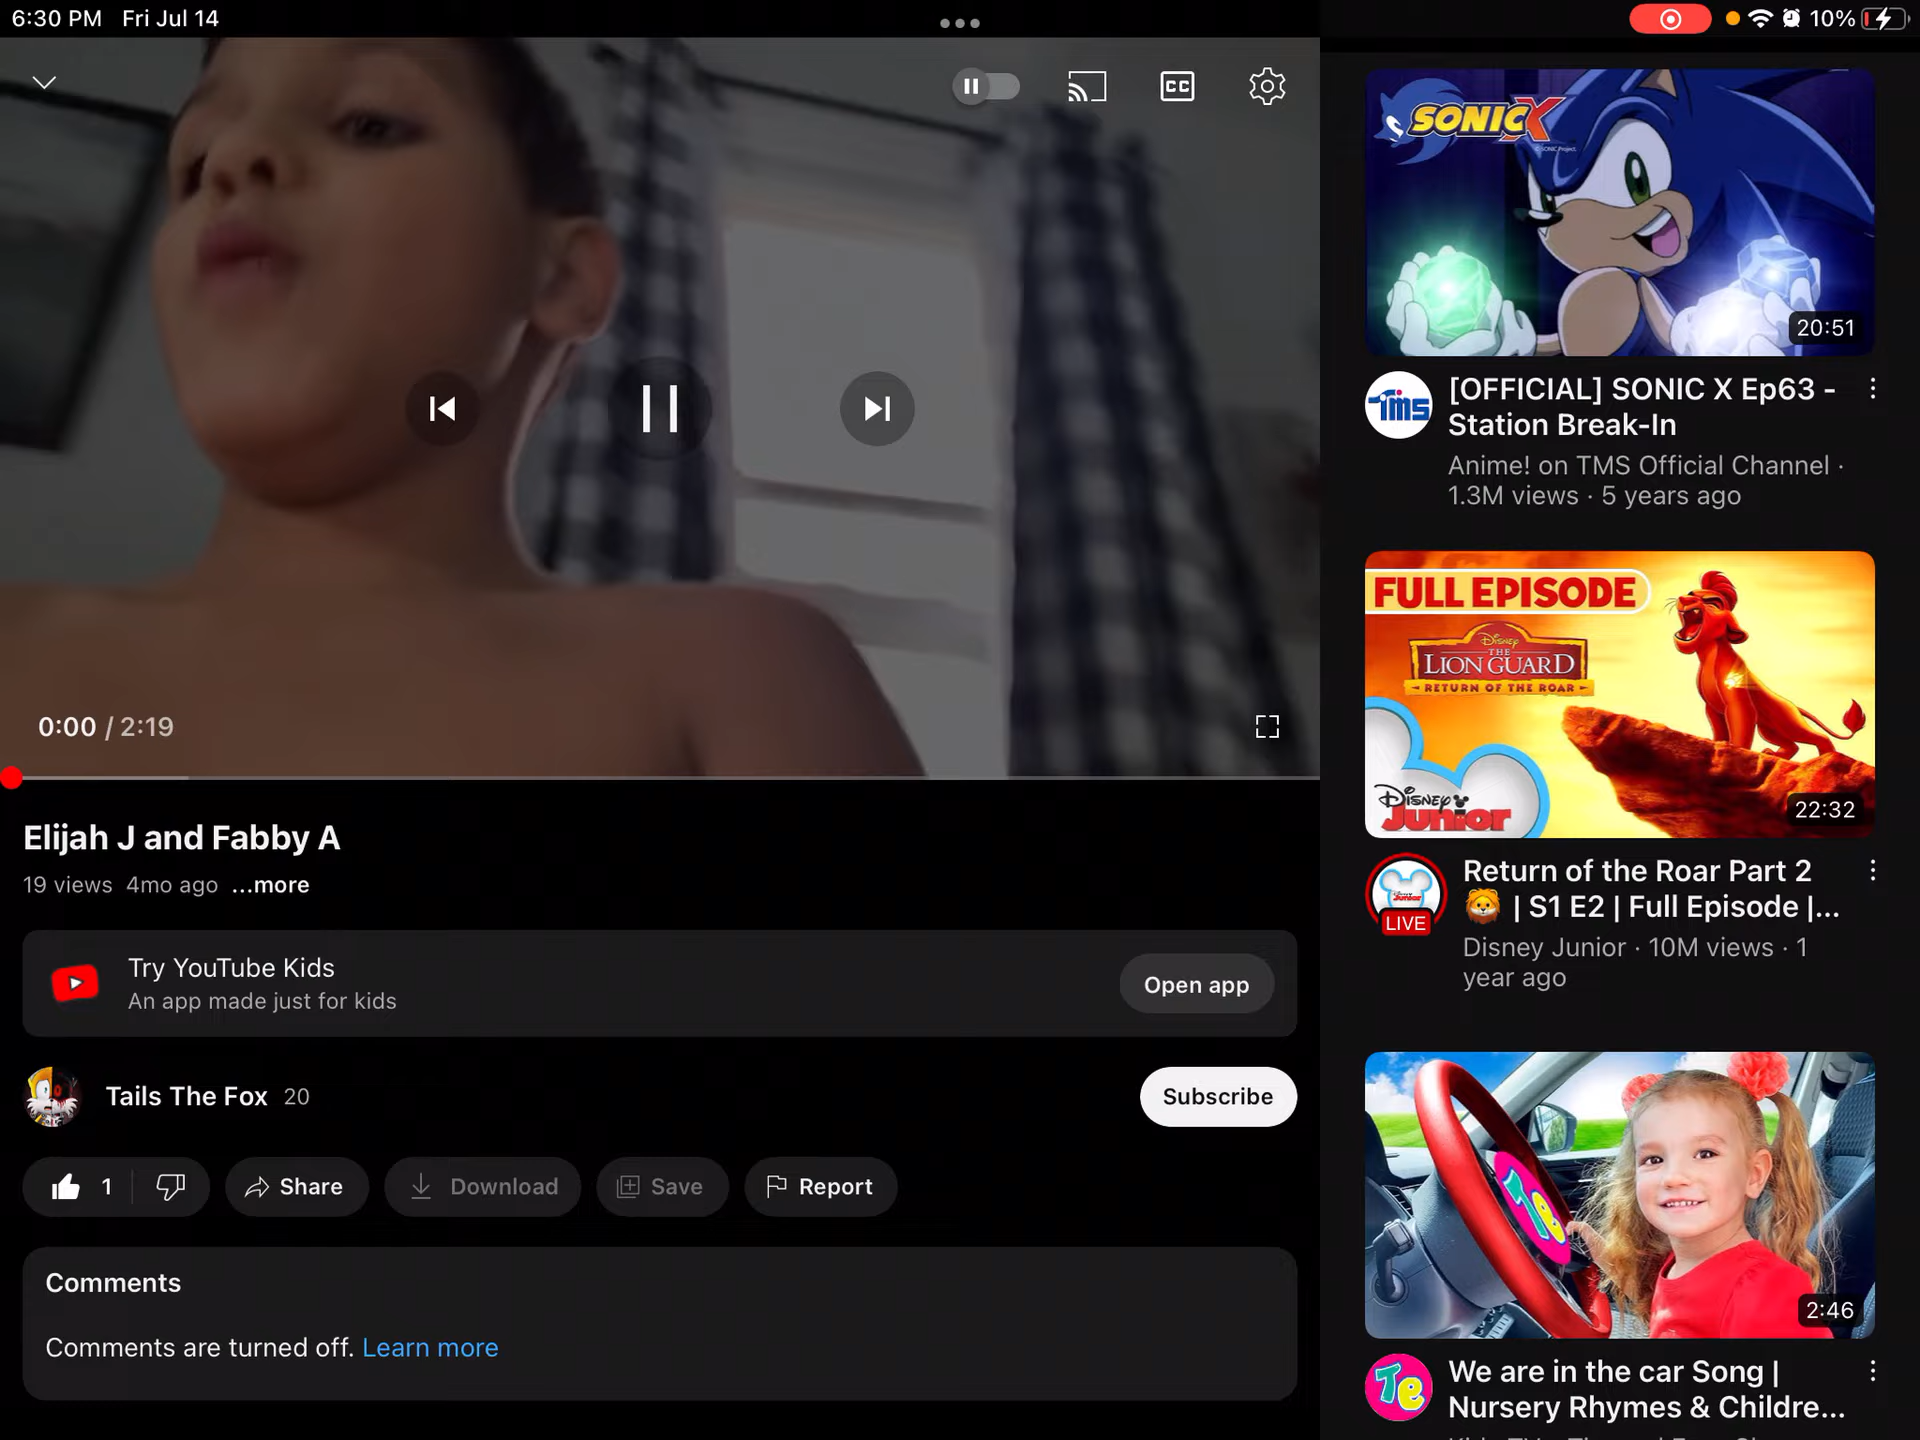 6:30 PM Fri Jul 14
10%
CC
0:00 / 2:19
Elijah J and Fabby A
19 views 4mo ago ...more
Try YouTube Kids
An app made just for kids
Open app
Tails The Fox 20
Subscribe
1
Share
Download
Save
Report
Comments
Comments are turned off. Learn more
SONIC X
20:51
TMS
[OFFICIAL] SONIC X Ep63 -
Station Break-In
Anime! on TMS Official Channel ·
1.3M views · 5 years ago
FULL EPISODE
Disney
THE
LION GUARD
RETURN OF THE ROAR
Disney
Junior
22:32
LIVE
Return of the Roar Part 2
🦁 | S1 E2 | Full Episode |...
Disney Junior · 10M views · 1
year ago
Te
2:46
Te
We are in the car Song |
Nursery Rhymes & Childre...